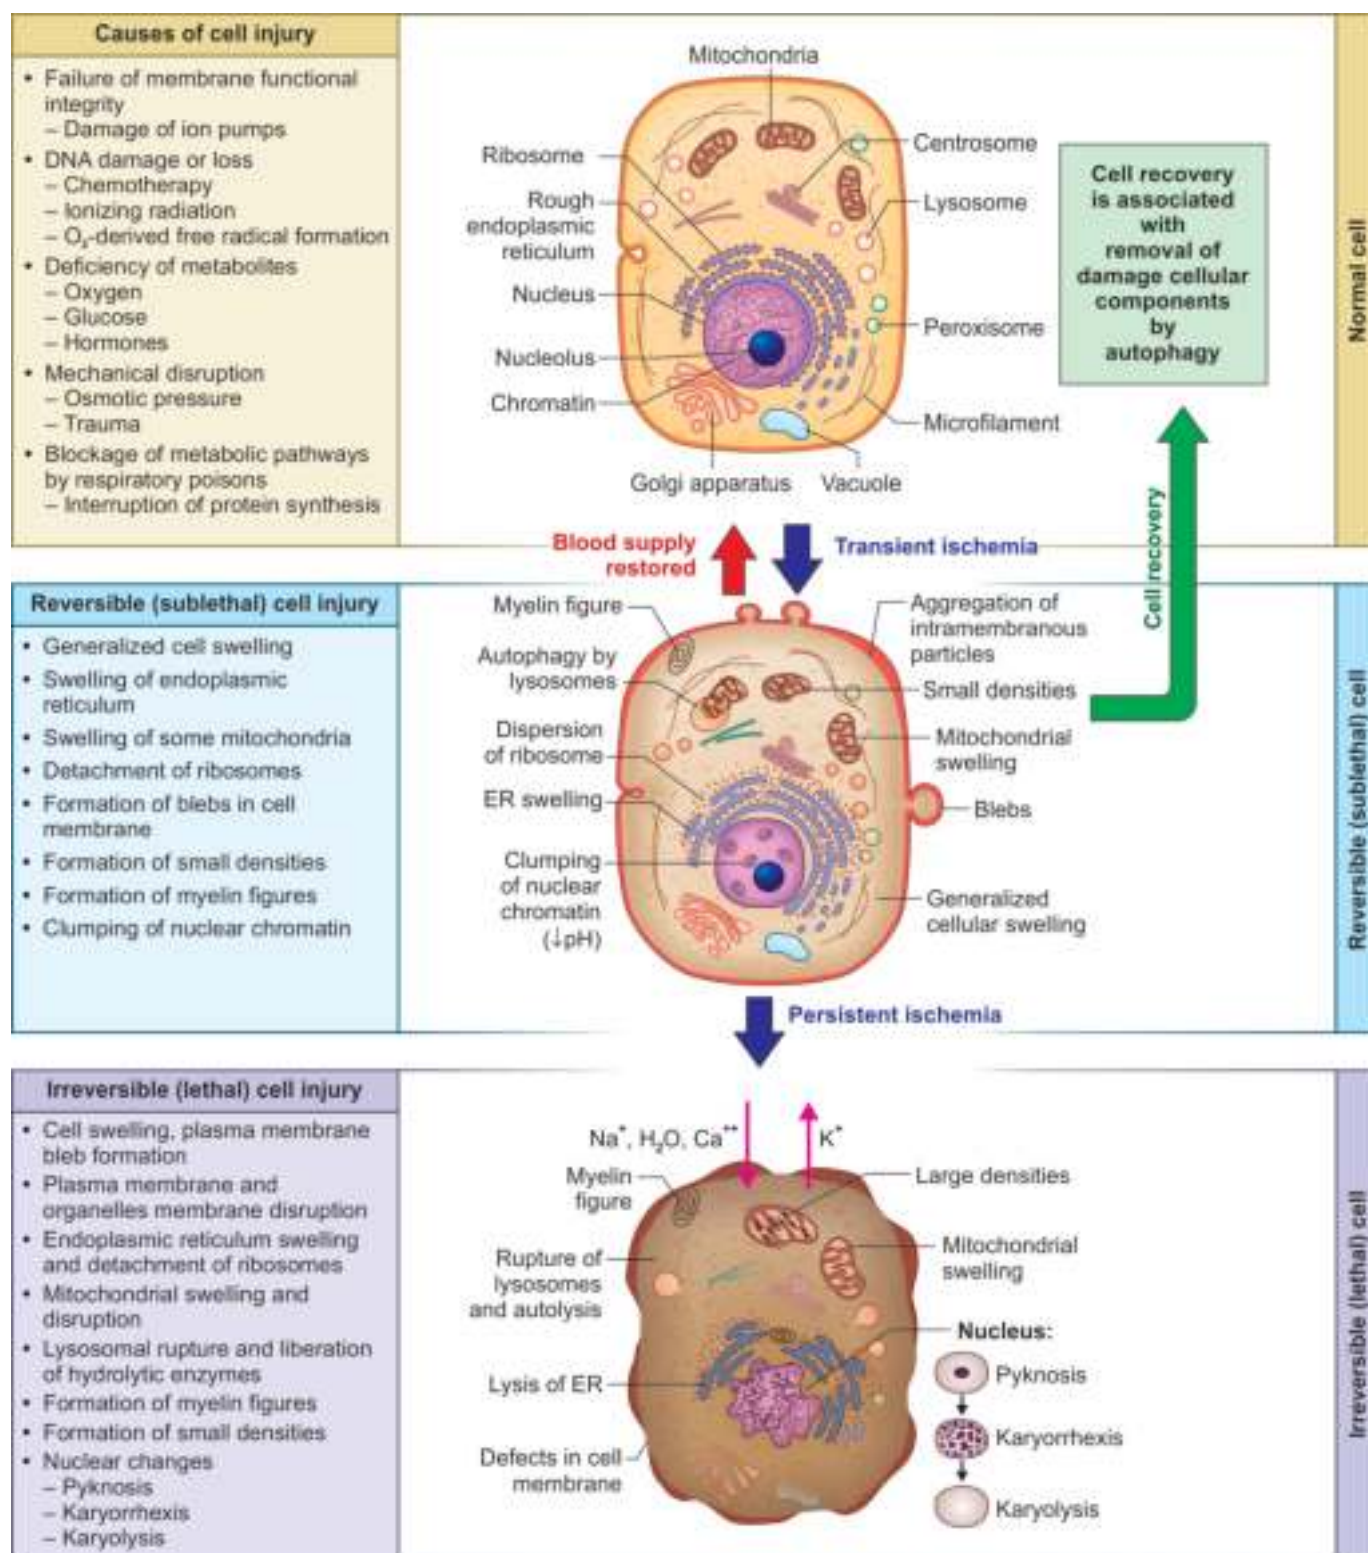 Causes of cell injury
• Failure of membrane functional
integrity
– Damage of ion pumps
• DNA damage or loss
– Chemotherapy
– Ionizing radiation
– O₂-derived free radical formation
• Deficiency of metabolites
– Oxygen
– Glucose
– Hormones
• Mechanical disruption
– Osmotic pressure
– Trauma
• Blockage of metabolic pathways
by respiratory poisons
– Interruption of protein synthesis
Mitochondria
Ribosome
Rough
endoplasmic
reticulum
Nucleus
Nucleolus
Chromatin
Golgi apparatus
Vacuole
Centrosome
Lysosome
Peroxisome
Microfilament
Cell recovery
is associated
with
removal of
damage cellular
components
by
autophagy
Normal cell
Blood supply
restored
Transient ischemia
Cell recovery
Reversible (sublethal) cell injury
• Generalized cell swelling
• Swelling of endoplasmic
reticulum
• Swelling of some mitochondria
• Detachment of ribosomes
• Formation of blebs in cell
membrane
• Formation of small densities
• Formation of myelin figures
• Clumping of nuclear chromatin
Myelin figure
Autophagy by
lysosomes
Dispersion
of ribosome
ER swelling
Clumping
of nuclear
chromatin
(↓pH)
Aggregation of
intramembranous
particles
Small densities
Mitochondrial
swelling
Blebs
Generalized
cellular swelling
Reversible (sublethal) cell
Persistent ischemia
Irreversible (lethal) cell injury
• Cell swelling, plasma membrane
bleb formation
• Plasma membrane and
organelles membrane disruption
• Endoplasmic reticulum swelling
and detachment of ribosomes
• Mitochondrial swelling and
disruption
• Lysosomal rupture and liberation
of hydrolytic enzymes
• Formation of myelin figures
• Formation of small densities
• Nuclear changes
– Pyknosis
– Karyorrhexis
– Karyolysis
Na⁺, H₂O, Ca⁺⁺
K⁺
Myelin
figure
Rupture of
lysosomes
and autolysis
Lysis of ER
Defects in cell
membrane
Large densities
Mitochondrial
swelling
Nucleus:
Pyknosis
Karyorrhexis
Karyolysis
Irreversible (lethal) cell